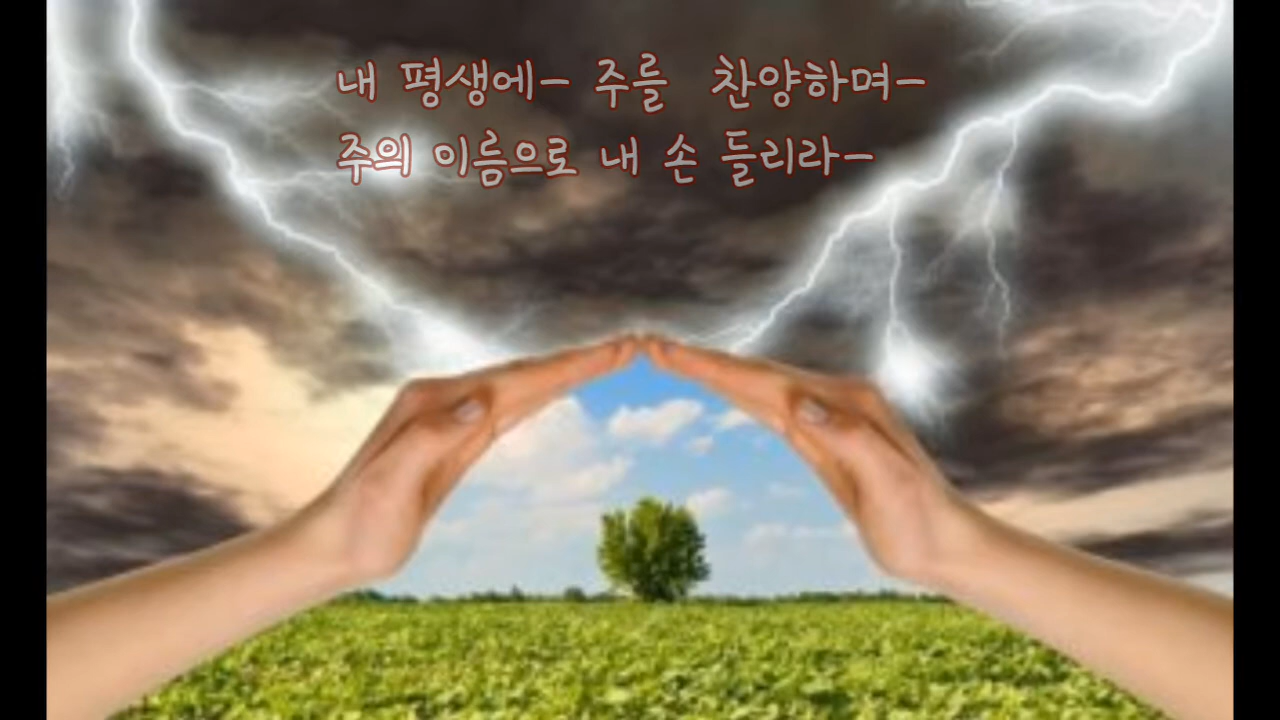 내 평생에- 주를 찬양하며-
주의 이름으로 내 손 들리라-